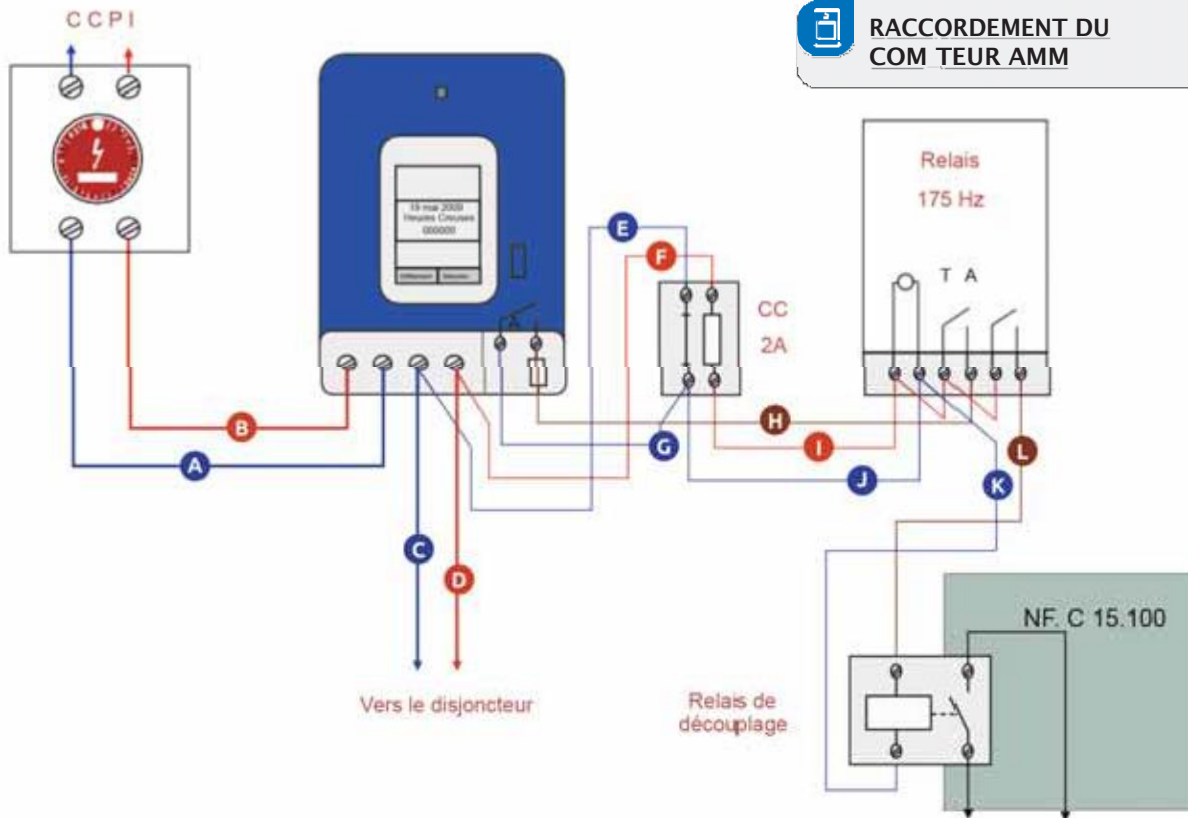 C C P I
RACCORDEMENT DU
COM TEUR AMM
19 mai 2009
Heures Creuses
000000
Relais
175 Hz
T A
E
F
CC
2A
A
B
A
G
H
I
J
K
L
C
D
Vers le disjoncteur
Relais de
découplage
NF. C 15.100